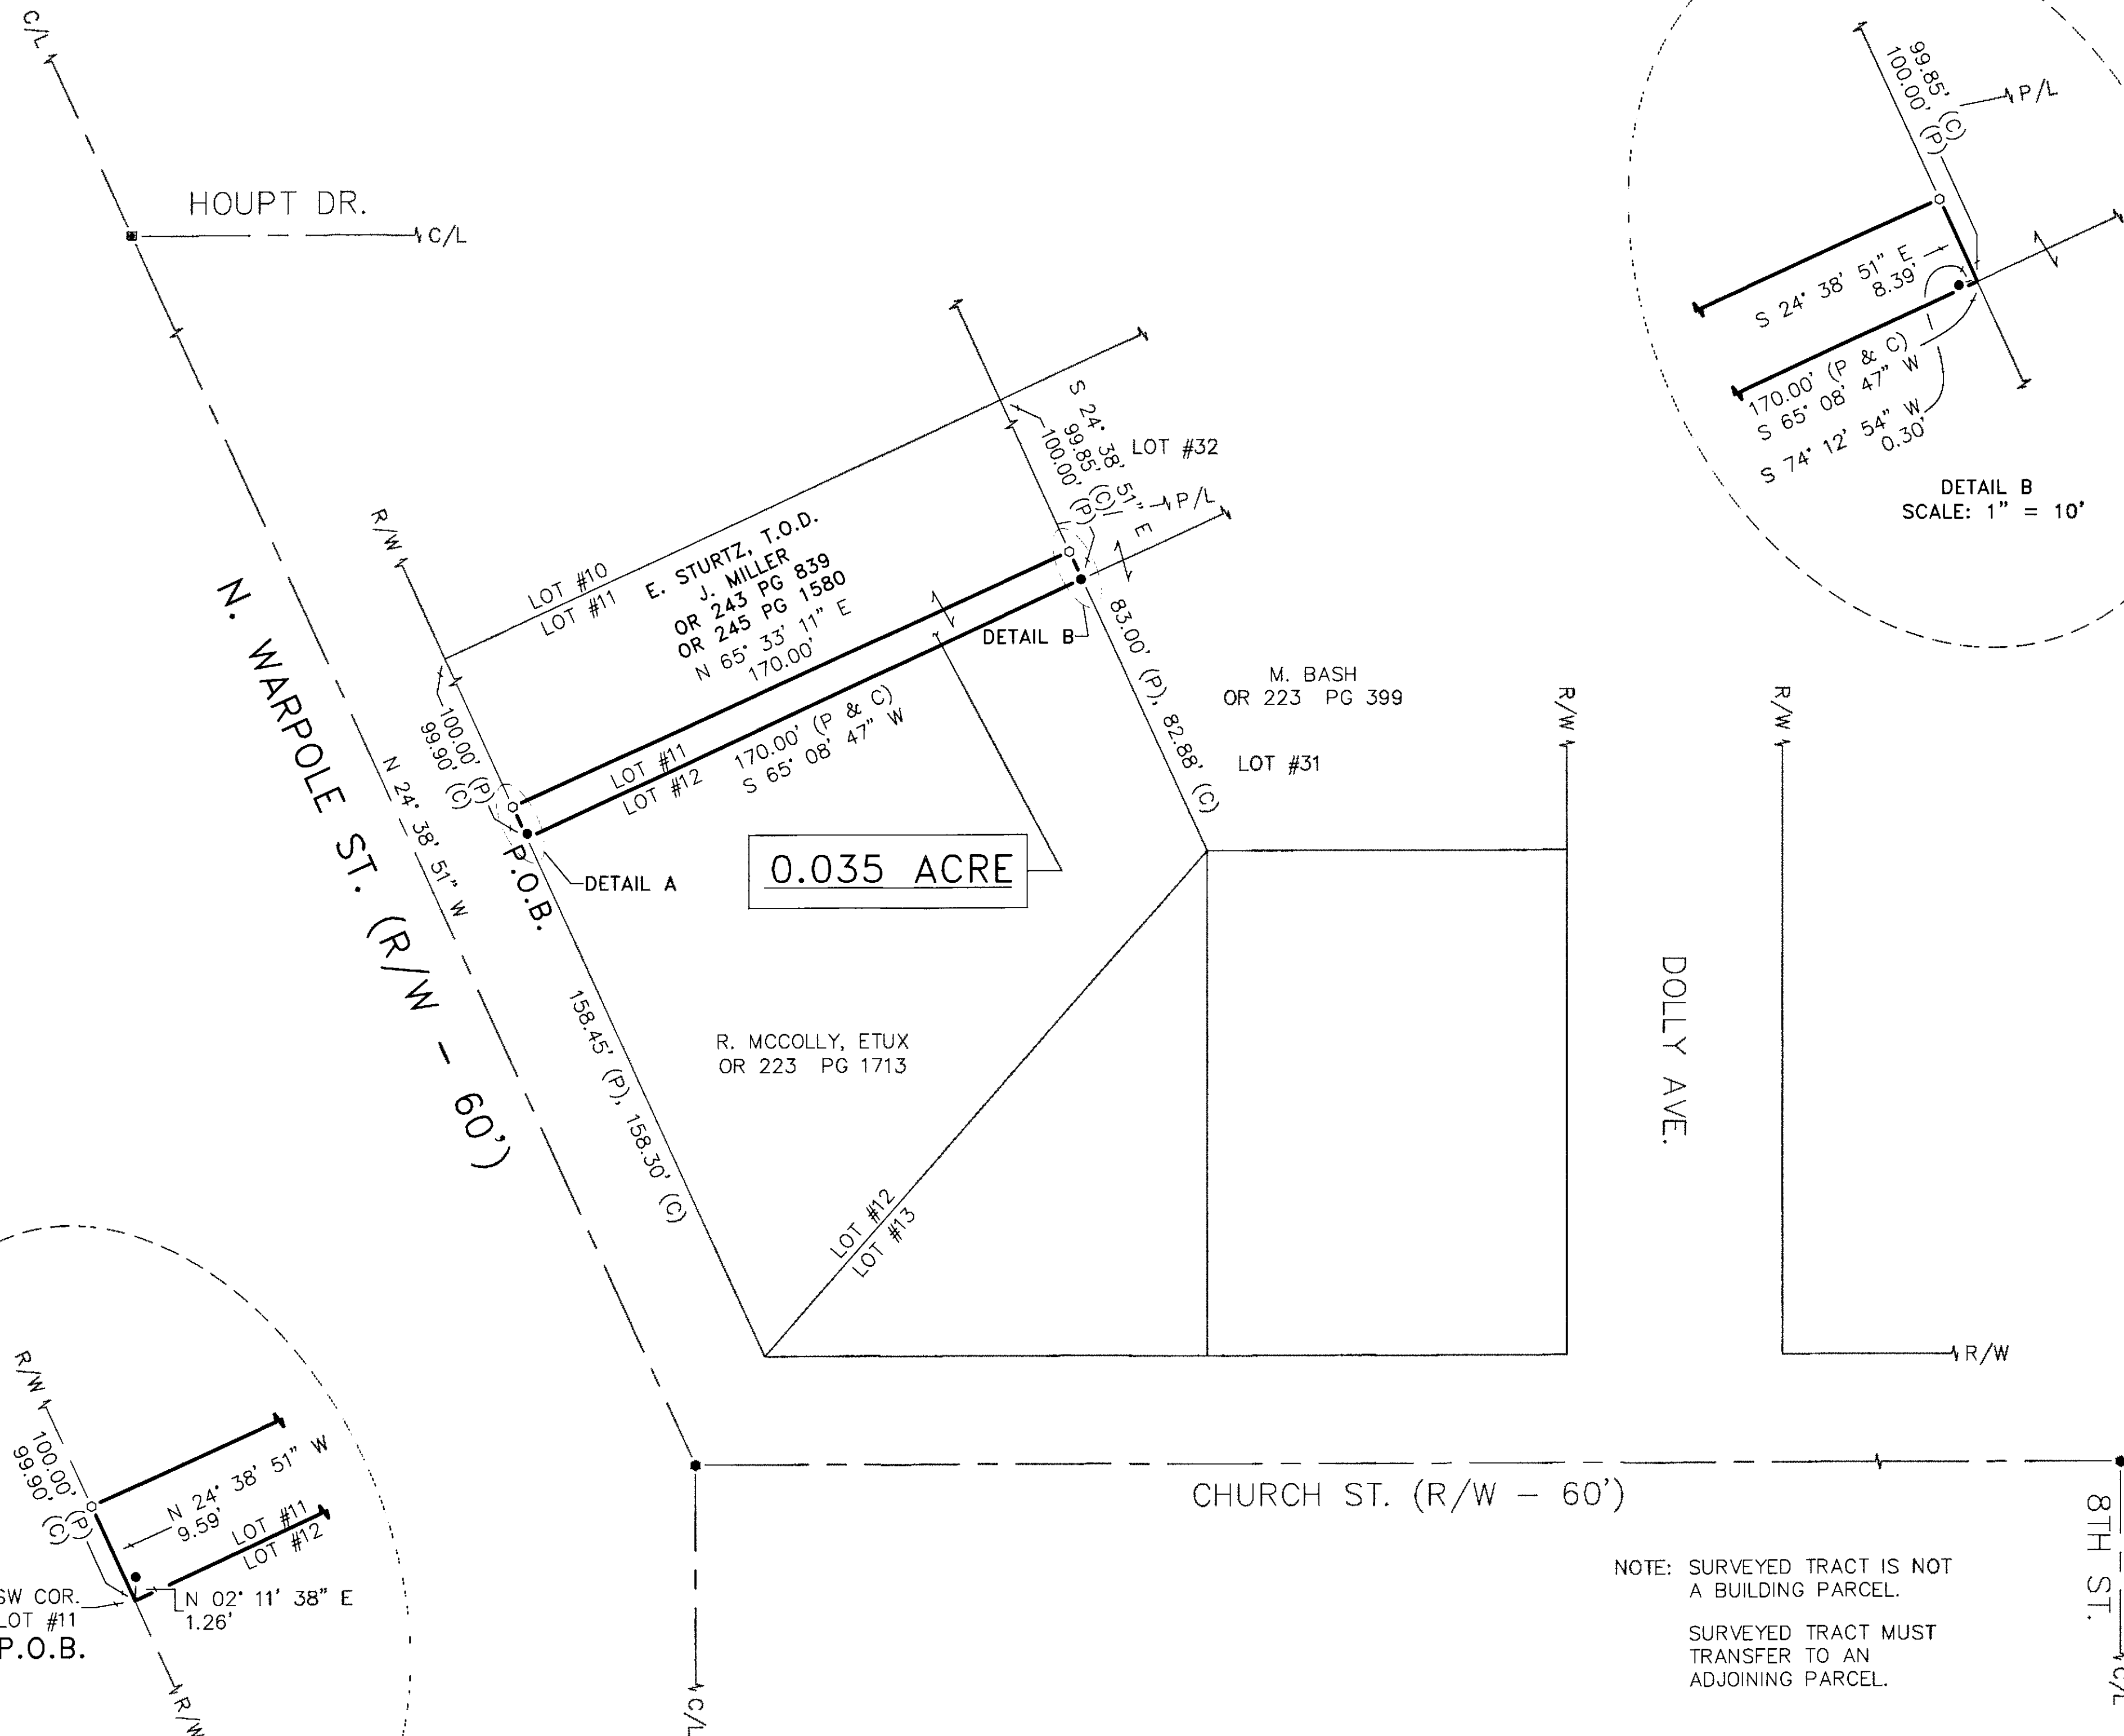 C/L
HOUPT DR.
C/L
N. WARPOLE ST. (R/W - 60')
N 24° 38' 51" W
R/W
100.00' (P)
99.90' (C)
LOT #10
LOT #11
E. STURTZ, T.O.D.
J. MILLER
OR 243 PG 839
OR 245 PG 1580
N 65° 33' 11" E
170.00'
LOT #11
LOT #12
170.00' (P & C)
S 65° 08' 47" W
S 24° 38' 51" E
99.85' (C)
100.00' (P)
LOT #32
P/L
DETAIL B
83.00' (P), 82.88' (C)
M. BASH
OR 223 PG 399
LOT #31
P.O.B.
DETAIL A
0.035 ACRE
158.45' (P), 158.30' (C)
R. MCCOLLY, ETUX
OR 223 PG 1713
LOT #12
LOT #13
R/W
R/W
DOLLY AVE.
R/W
CHURCH ST. (R/W - 60')
C/L
8TH ST.
C/L
99.85' (C)
100.00' (P)
P/L
S 24° 38' 51" E
8.39'
170.00' (P & C)
S 65° 08' 47" W
S 74° 12' 54" W
0.30'
DETAIL B
SCALE: 1" = 10'
R/W
100.00' (P)
99.90' (C)
N 24° 38' 51" W
9.59'
LOT #11
LOT #12
SW COR.
LOT #11
P.O.B.
N 02° 11' 38" E
1.26'
R/W
NOTE: SURVEYED TRACT IS NOT
A BUILDING PARCEL.
SURVEYED TRACT MUST
TRANSFER TO AN
ADJOINING PARCEL.